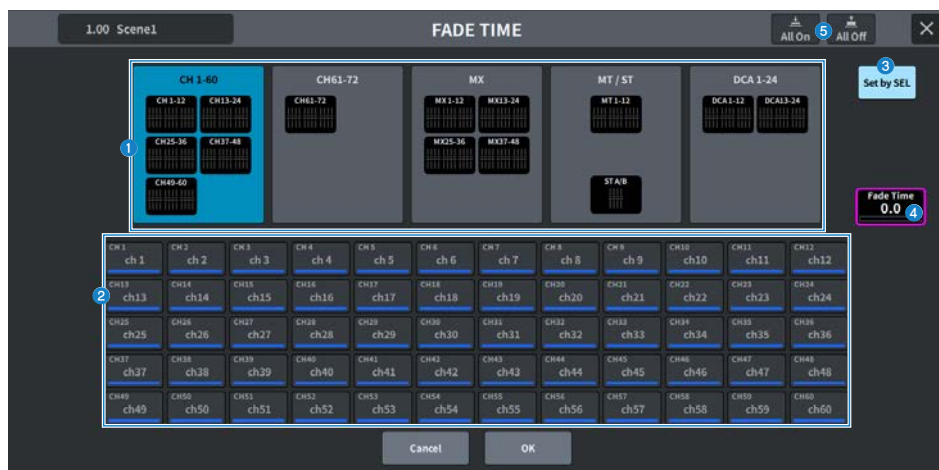 1.00 Scene1
FADE TIME
All On
5
All Off
CH 1-60
CH61-72
MX
MT / ST
DCA 1-24
3
Set by SEL
CH 1-12
CH13-24
CH61-72
MX 1-12
MX13-24
MT 1-12
DCA 1-12
DCA13-24
1
CH25-36
CH37-48
MX25-36
MX37-48
CH49-60
ST A/B
Fade Time
0.0
4
CH 1 CH 2 CH 3 CH 4 CH 5 CH 6 CH 7 CH 8 CH 9 CH10 CH11 CH12
ch 1 ch 2 ch 3 ch 4 ch 5 ch 6 ch 7 ch 8 ch 9 ch10 ch11 ch12
CH13 CH14 CH15 CH16 CH17 CH18 CH19 CH20 CH21 CH22 CH23 CH24
2
ch13 ch14 ch15 ch16 ch17 ch18 ch19 ch20 ch21 ch22 ch23 ch24
CH25 CH26 CH27 CH28 CH29 CH30 CH31 CH32 CH33 CH34 CH35 CH36
ch25 ch26 ch27 ch28 ch29 ch30 ch31 ch32 ch33 ch34 ch35 ch36
CH37 CH38 CH39 CH40 CH41 CH42 CH43 CH44 CH45 CH46 CH47 CH48
ch37 ch38 ch39 ch40 ch41 ch42 ch43 ch44 ch45 ch46 ch47 ch48
CH49 CH50 CH51 CH52 CH53 CH54 CH55 CH56 CH57 CH58 CH59 CH60
ch49 ch50 ch51 ch52 ch53 ch54 ch55 ch56 ch57 ch58 ch59 ch60
Cancel
OK